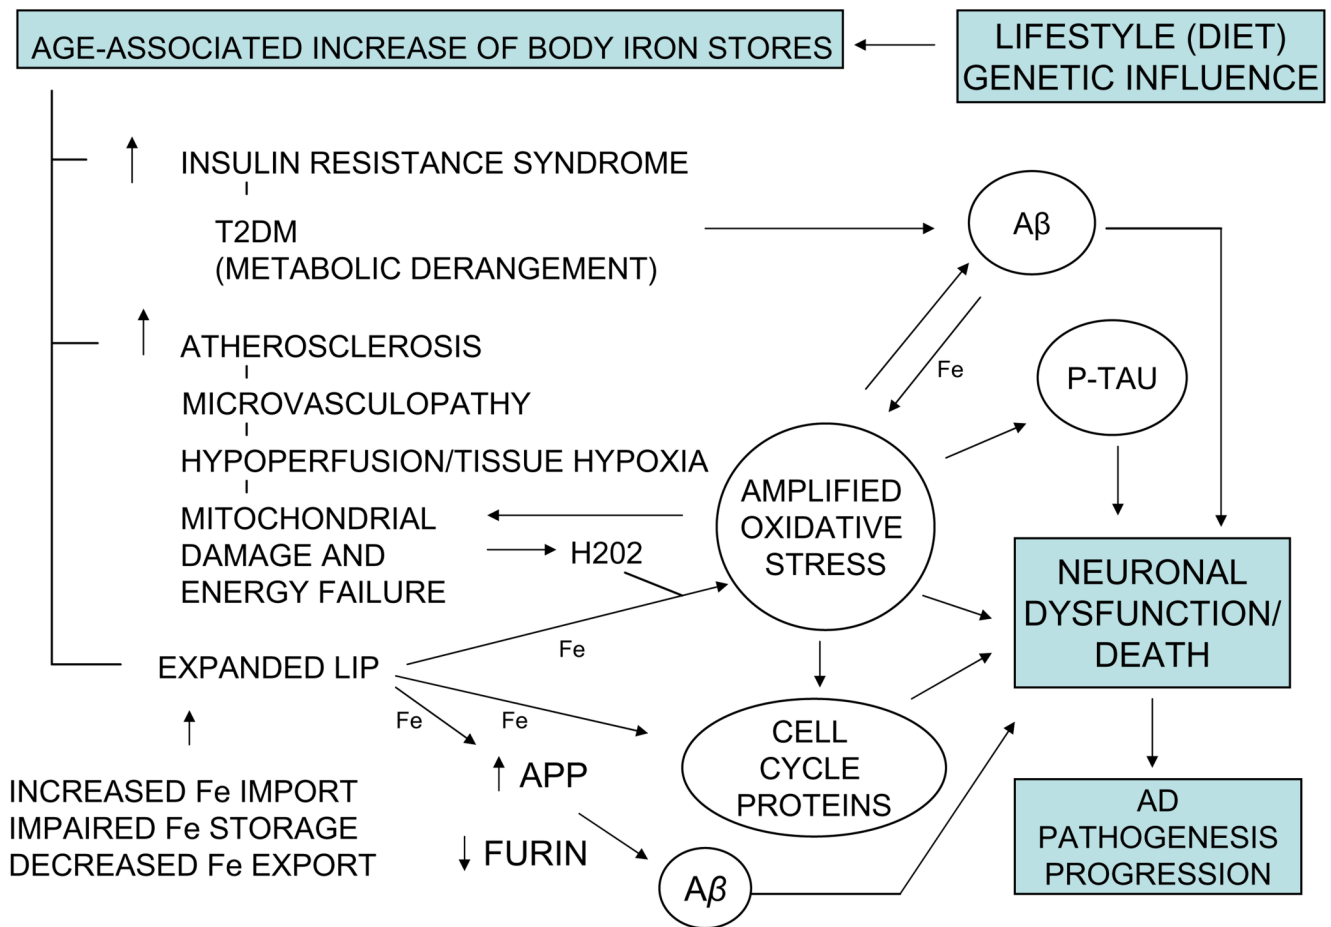 AGE-ASSOCIATED INCREASE OF BODY IRON STORES
LIFESTYLE (DIET)
GENETIC INFLUENCE
INSULIN RESISTANCE SYNDROME
T2DM
(METABOLIC DERANGEMENT)
Aβ
ATHEROSCLEROSIS
Fe
P-TAU
MICROVASCULOPATHY
HYPOPERFUSION/TISSUE HYPOXIA
MITOCHONDRIAL
DAMAGE AND
ENERGY FAILURE
H202
AMPLIFIED
OXIDATIVE
STRESS
NEURONAL
DYSFUNCTION/
DEATH
Fe
EXPANDED LIP
Fe
Fe
CELL
CYCLE
PROTEINS
APP
FURIN
INCREASED Fe IMPORT
IMPAIRED Fe STORAGE
DECREASED Fe EXPORT
Aβ
AD
PATHOGENESIS
PROGRESSION